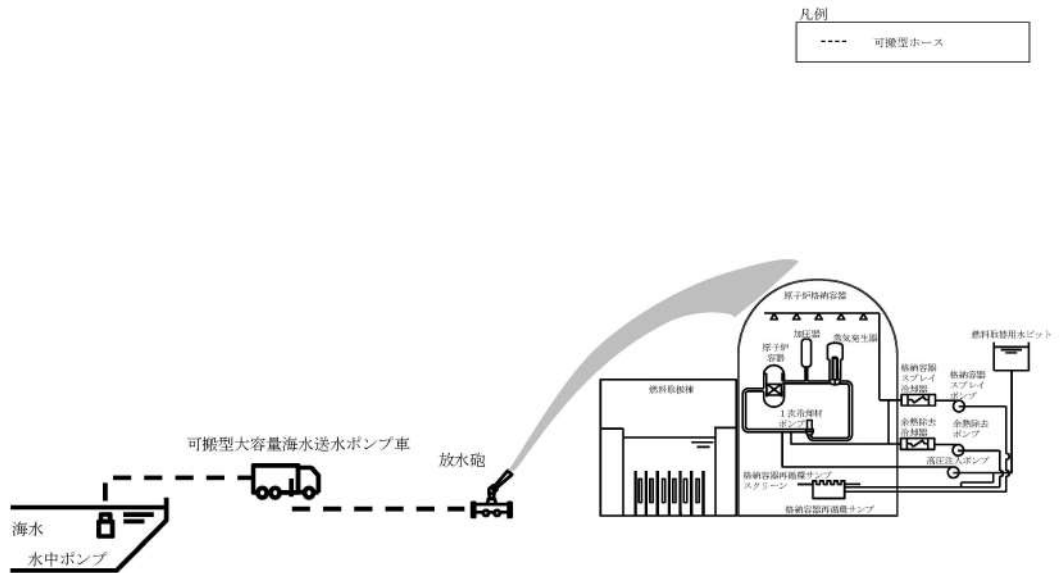 凡例
可搬型ホース
原子炉格納容器
加圧器
蒸気発生器
原子炉
容器
1次冷却材
ポンプ
燃料取替用水ピット
格納容器
スプレイ
冷却器
格納容器
スプレイ
ポンプ
余熱除去
冷却器
余熱除去
ポンプ
高圧注入ポンプ
燃料取扱棟
格納容器再循環サンプ
スクリーン
格納容器再循環サンプ
可搬型大容量海水送水ポンプ車
放水砲
海水
水中ポンプ